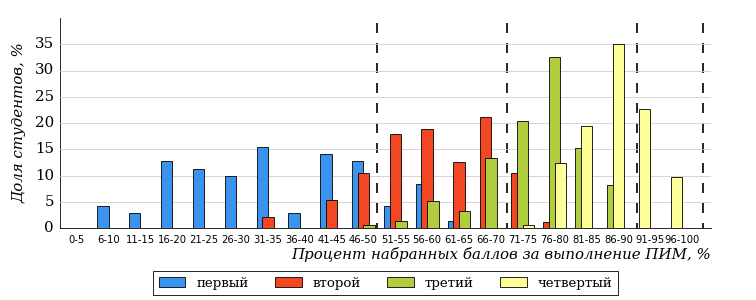 Доля студентов, %
35
30
25
20
15
10
5
0
0-5 6-10 11-15 16-20 21-25 26-30 31-35 36-40 41-45 46-50 51-55 56-60 61-65 66-70 71-75 76-80 81-85 86-90 91-95 96-100
Процент набранных баллов за выполнение ПИМ, %
первый второй третий четвертый